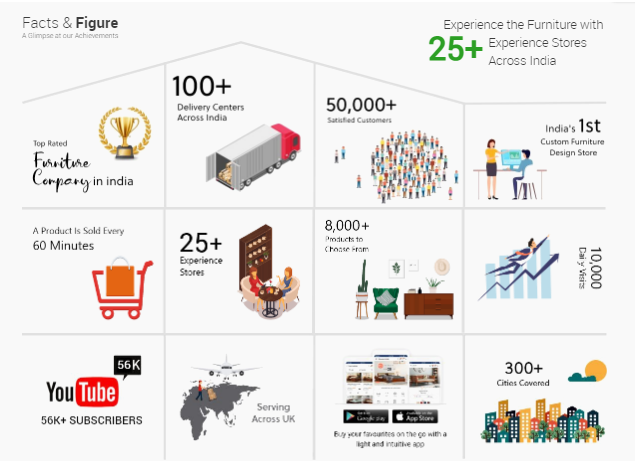 Facts & Figure
A Glimpse at our Achievements
Experience the Furniture with
25+ Experience Stores
Across India
Top Rated
Furniture
Company in india
100+
Delivery Centers
Across India
50,000+
Satisfied Customers
India's 1st
Custom Furniture
Design Store
A Product Is Sold Every
60 Minutes
25+
Experience
Stores
8,000+
Products to
Choose From
10,000
Daily Visits
56K
YouTube
56K+ SUBSCRIBERS
Serving
Across UK
Google play
App Store
Buy your favourites on the go with a
light and intuitive app
300+
Cities Covered